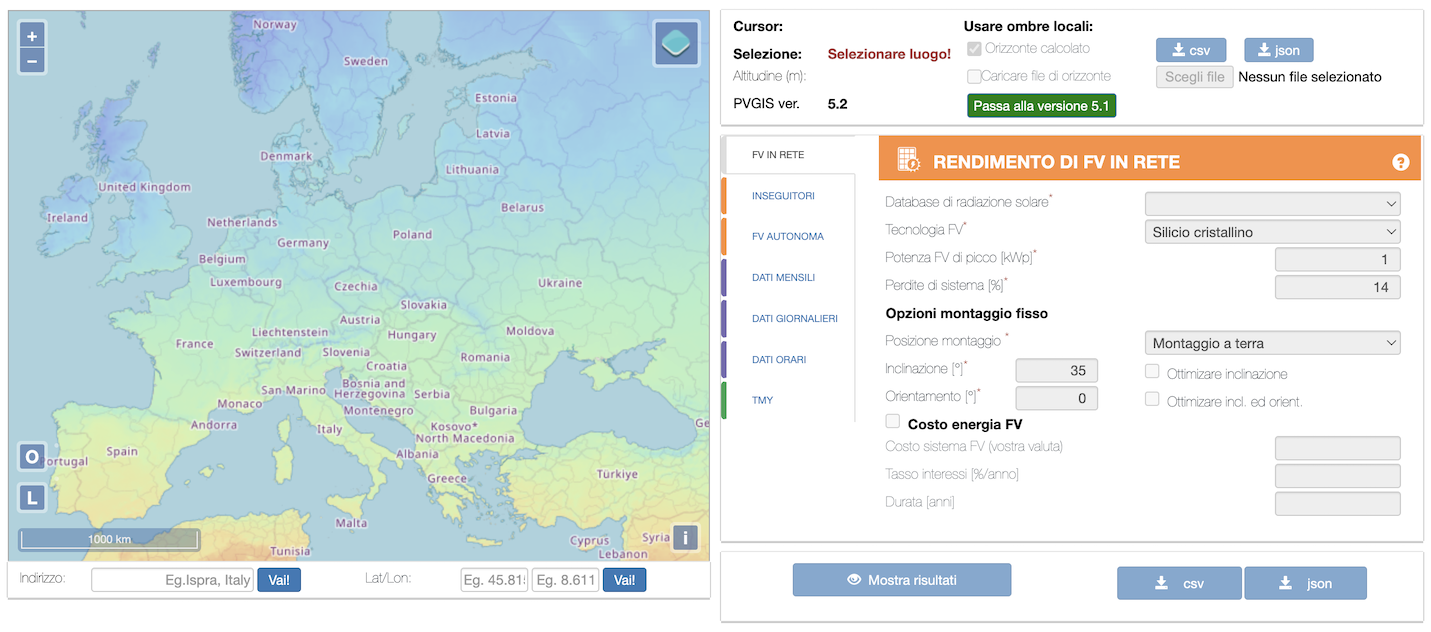 Norway
Sweden
Estonia
Latvia
Denmark
Lithuania
United Kingdom
Ireland
Belarus
Netherlands
Poland
Germany
Belgium
Luxembourg
Czechia
Ukraine
Slovakia
Austria
Liechtenstein
Hungary
Moldova
France
Switzerland
Slovenia
Romania
Croatia
San Marino
Bosnia and
Herzegovina
Serbia
Monaco
Montenegro
Bulgaria
Andorra
Italy
Kosovo*
North Macedonia
Ge
Spain
Albania
Portugal
Greece
Türkiye
Malta
Cyprus
Syria
Lebanon
Tunisia
+
−
O
L
i
1000 km
Indirizzo:
Eg.Ispra, Italy
Vai!
Lat/Lon:
Eg. 45.815
Eg. 8.611
Vai!
Cursor:
Selezione: Selezionare luogo!
Altitudine (m):
PVGIS ver. 5.2
Usare ombre locali:
Orizzonte calcolato
Caricare file di orizzonte
Passa alla versione 5.1
csv
json
Scegli file Nessun file selezionato
FV IN RETE
INSEGUITORI
FV AUTONOMA
DATI MENSILI
DATI GIORNALIERI
DATI ORARI
TMY
RENDIMENTO DI FV IN RETE
?
Database di radiazione solare*
Tecnologia FV* Silicio cristallino
Potenza FV di picco [kWp]* 1
Perdite di sistema [%]* 14
Opzioni montaggio fisso
Posizione montaggio * Montaggio a terra
Inclinazione [°]* 35 Ottimizare inclinazione
Orientamento [°]* 0 Ottimizare incl. ed orient.
Costo energia FV
Costo sistema FV (vostra valuta)
Tasso interessi [%/anno]
Durata [anni]
Mostra risultati
csv
json